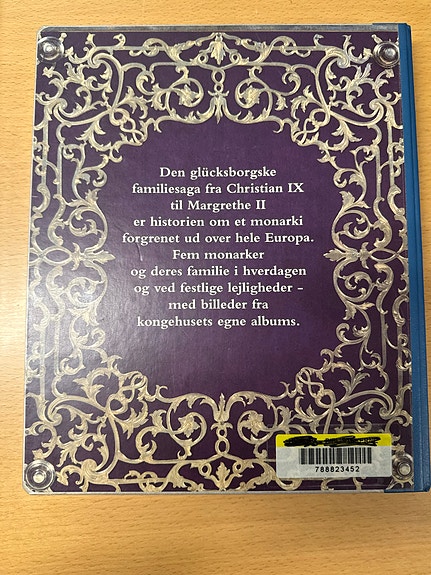 Den glücksborgske
familiesaga fra Christian IX
til Margrethe II
er historien om et monarki
forgrenet ud over hele Europa.
Fem monarker
og deres familie i hverdagen
og ved festlige lejligheder –
med billeder fra
kongehusets egne albums.
788823452